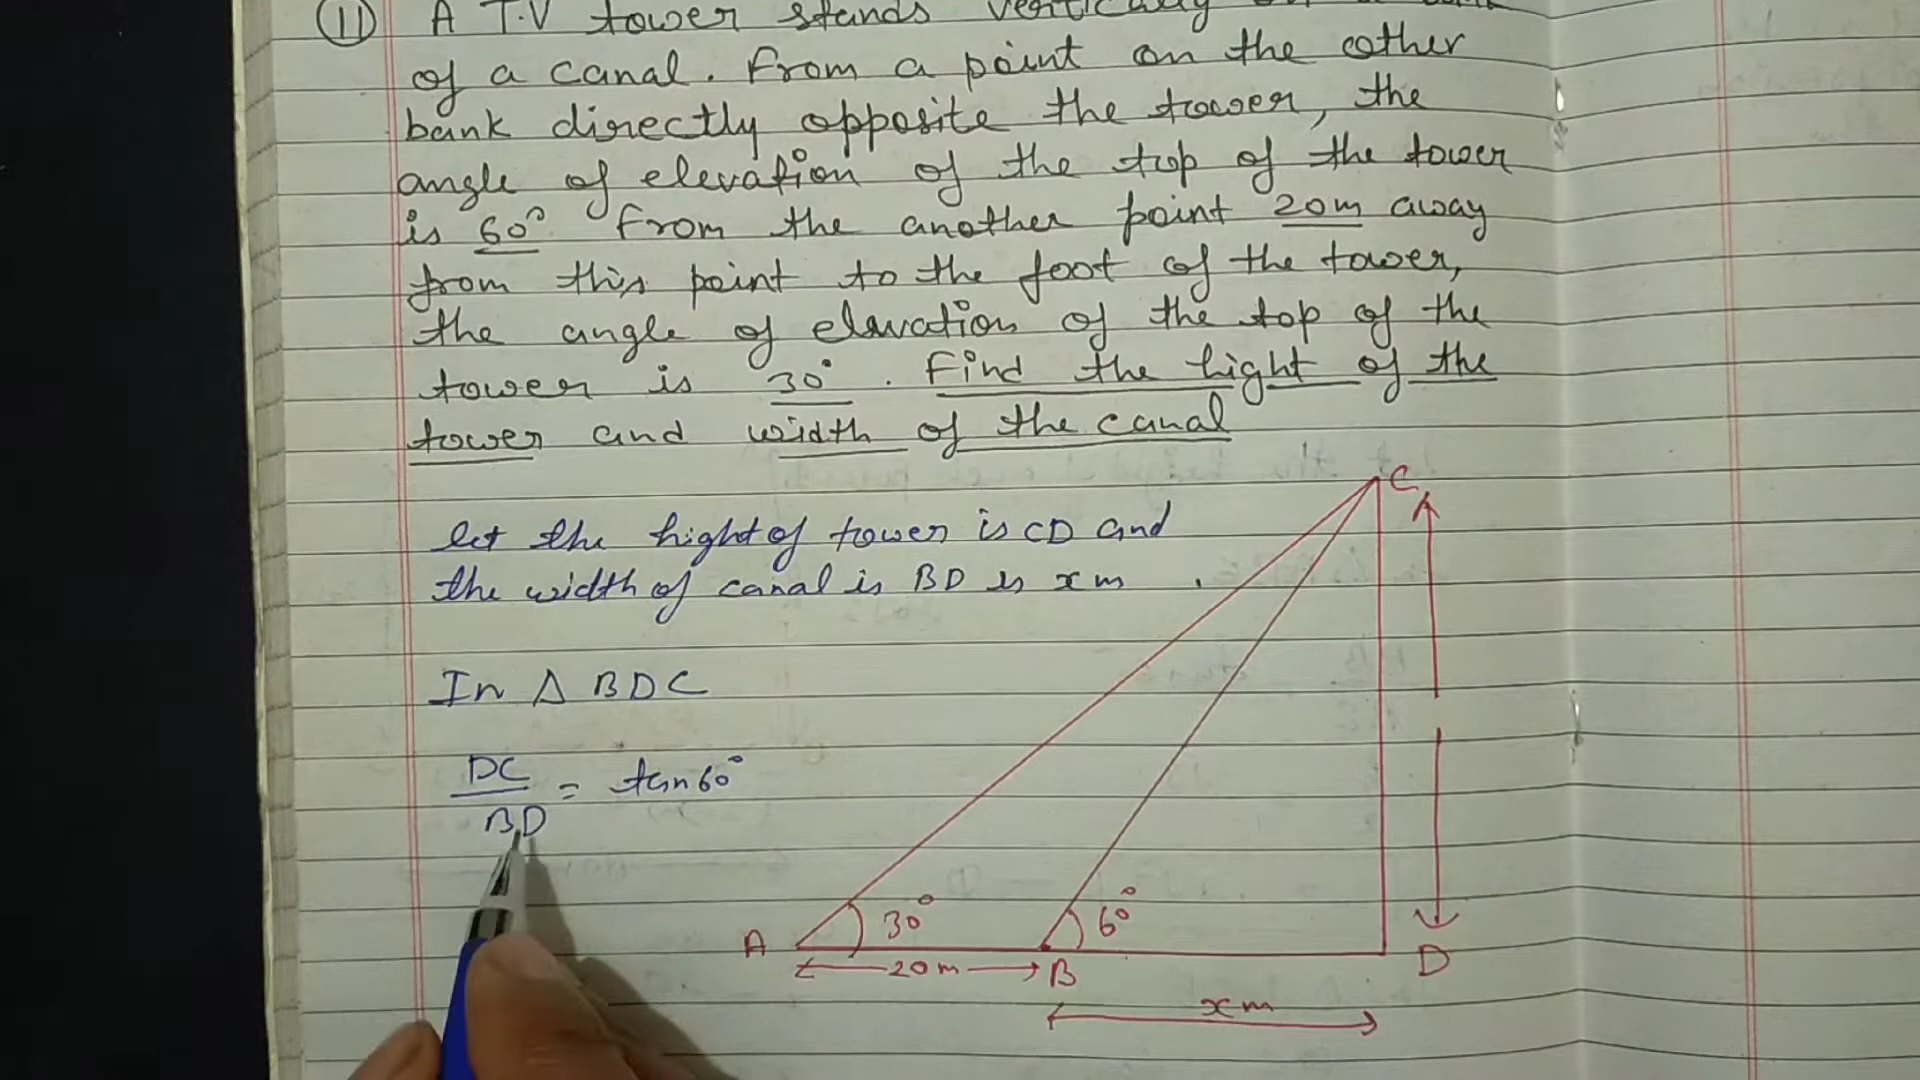 (11) A T.V tower stands vertically on a
of a canal. From a point on the other
bank directly opposite the tower, the
angle of elevation of the top of the tower
is 60° From the another point 20m away
from this point to the foot of the tower,
the angle of elevation of the top of the
tower is 30°. Find the hight of the
tower and width of the canal
let the hight of tower is CD and
the width of canal is BD is x m
In △ BDC
DC
BD
= tan60°
C
A
30°
60°
D
20m
B
x m